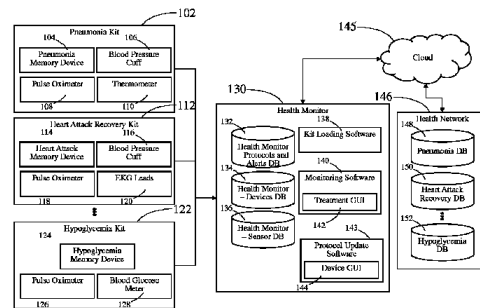 Pneumonia Kit
102
104
Pneumonia
Memory Device
106
Blood Pressure
Cuff
Pulse Oximeter
108
Thermometer
110
Heart Attack Recovery Kit
112
114
Heart Attack
Memory Device
116
Blood Pressure
Cuff
Pulse Oximeter
118
EKG Leads
120
Hypoglycemia Kit
122
124
Hypoglycemia
Memory Device
Pulse Oximeter
126
Blood Glucose
Meter
128
130
Health Monitor
132
Health Monitor
Protocols and
Alerts DB
134
Health Monitor
– Devices DB
136
Health Monitor
– Sensor DB
138
Kit Loading Software
140
Monitoring Software
Treatment GUI
142
143
Protocol Update
Software
Device GUI
144
145
Cloud
146
Health Network
148
Pneumonia DB
150
Heart Attack
Recovery DB
152
Hypoglycemia
DB